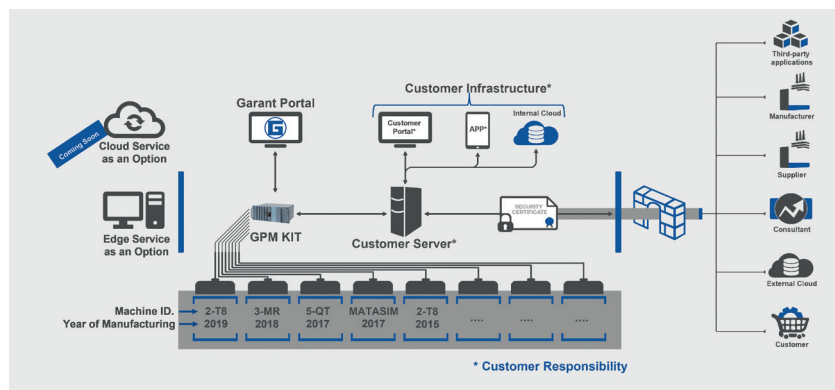 Coming Soon
Cloud Service
as an Option
Edge Service
as an Option
Garant Portal
G
GPM KIT
Customer Infrastructure*
Customer
Portal*
APP*
Internal Cloud
Customer Server*
SECURITY
CERTIFICATE
Third-party
applications
Manufacturer
Supplier
Consultant
External Cloud
Customer
Machine ID.
2-T8
3-MR
5-QT
MATASIM
2-T8
....
....
....
Year of Manufacturing
2019
2018
2017
2017
2015
....
....
....
* Customer Responsibility